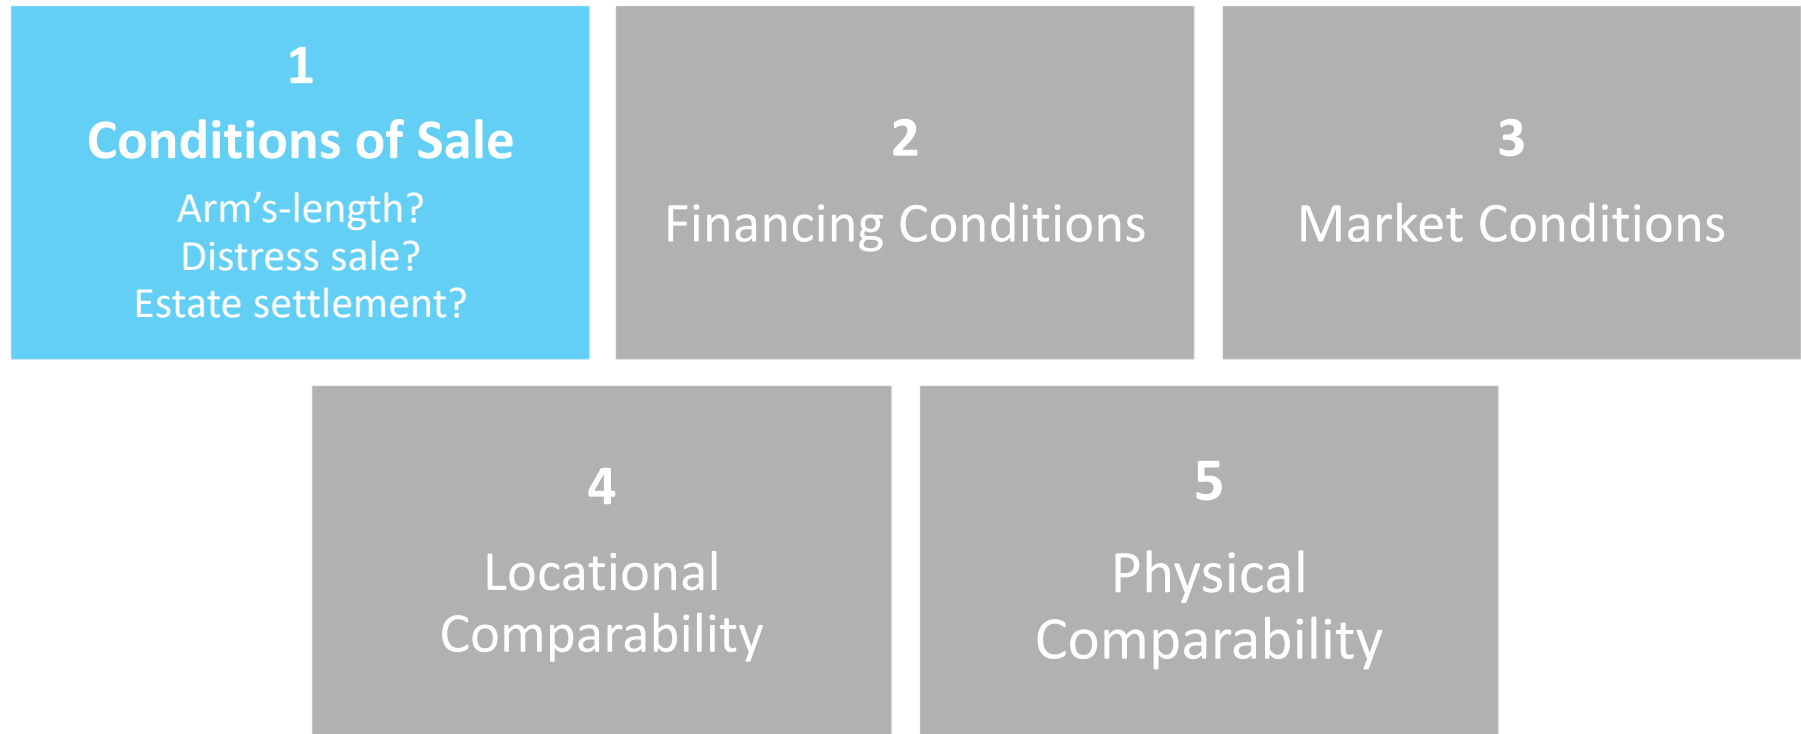 1
Conditions of Sale
Arm’s-length?
Distress sale?
Estate settlement?
2
Financing Conditions
3
Market Conditions
4
Locational
Comparability
5
Physical
Comparability